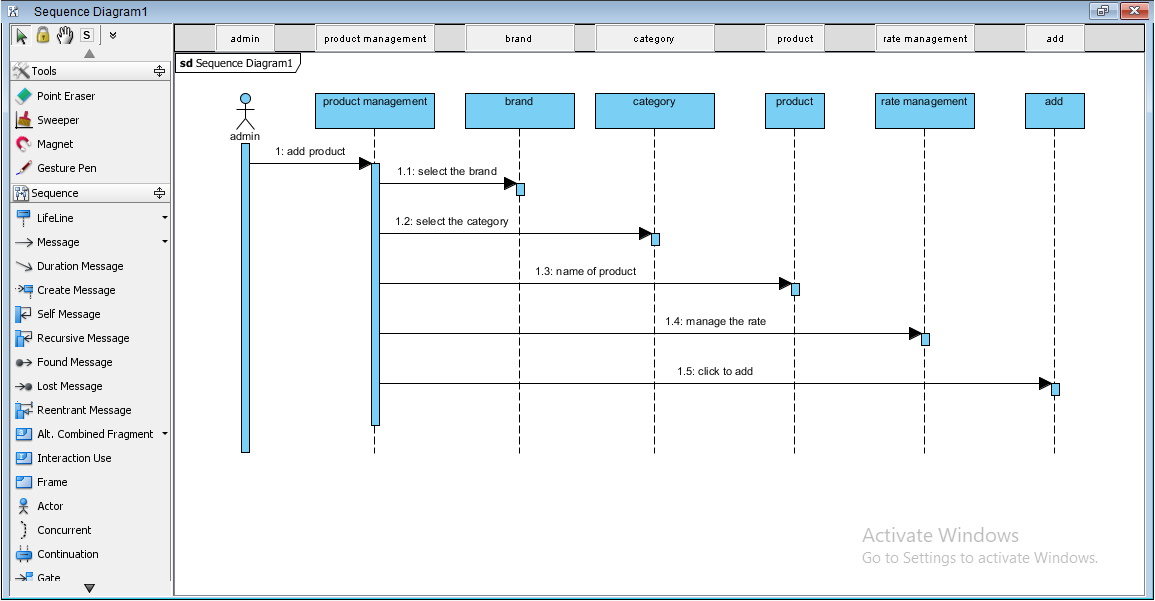 Sequence Diagram1
S
admin
product management
brand
category
product
rate management
add
Tools
Point Eraser
Sweeper
Magnet
Gesture Pen
Sequence
LifeLine
Message
Duration Message
Create Message
Self Message
Recursive Message
Found Message
Lost Message
Reentrant Message
Alt. Combined Fragment
Interaction Use
Frame
Actor
Concurrent
Continuation
Gate
sd Sequence Diagram1
product management
brand
category
product
rate management
add
admin
1: add product
1.1: select the brand
1.2: select the category
1.3: name of product
1.4: manage the rate
1.5: click to add
Activate Windows
Go to Settings to activate Windows.